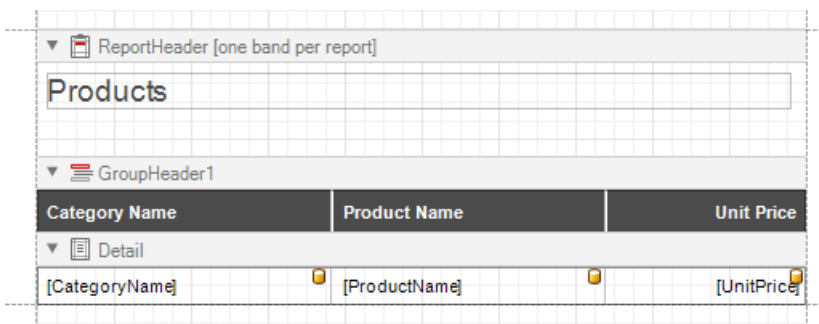 ReportHeader [one band per report]
Products
GroupHeader1
Category Name Product Name Unit Price
Detail
[CategoryName] [ProductName] [UnitPrice]